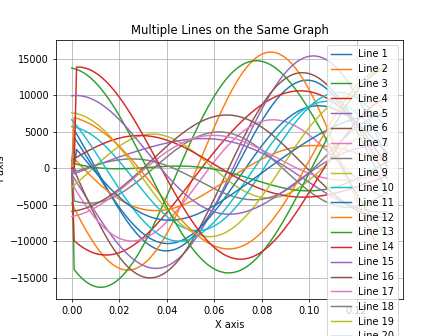 Multiple Lines on the Same Graph
15000
10000
5000
0
−5000
−10000
−15000
0.00
0.02
0.04
0.06
0.08
0.10
X axis
axis
Line 1
Line 2
Line 3
Line 4
Line 5
Line 6
Line 7
Line 8
Line 9
Line 10
Line 11
Line 12
Line 13
Line 14
Line 15
Line 16
Line 17
Line 18
Line 19
Line 20